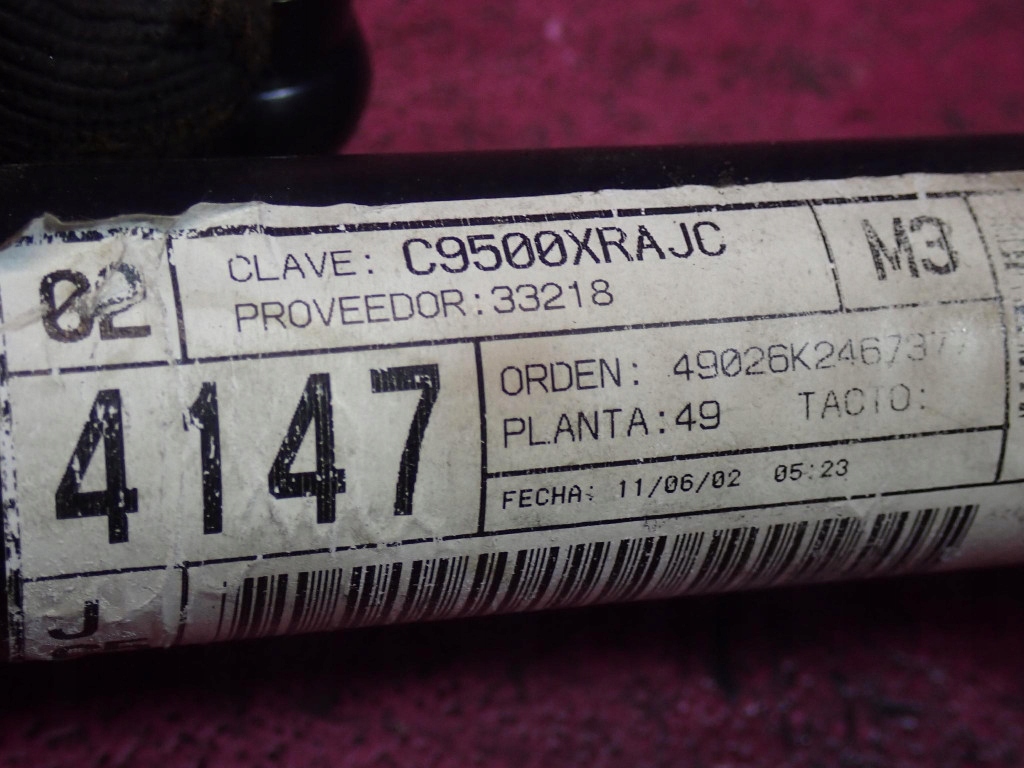 02
CLAVE: C9500XRAJC
PROVEEDOR:33218
M3
4147
ORDEN:
PLANTA:49 TACTO:
FECHA: 11/06/02 05:23
J